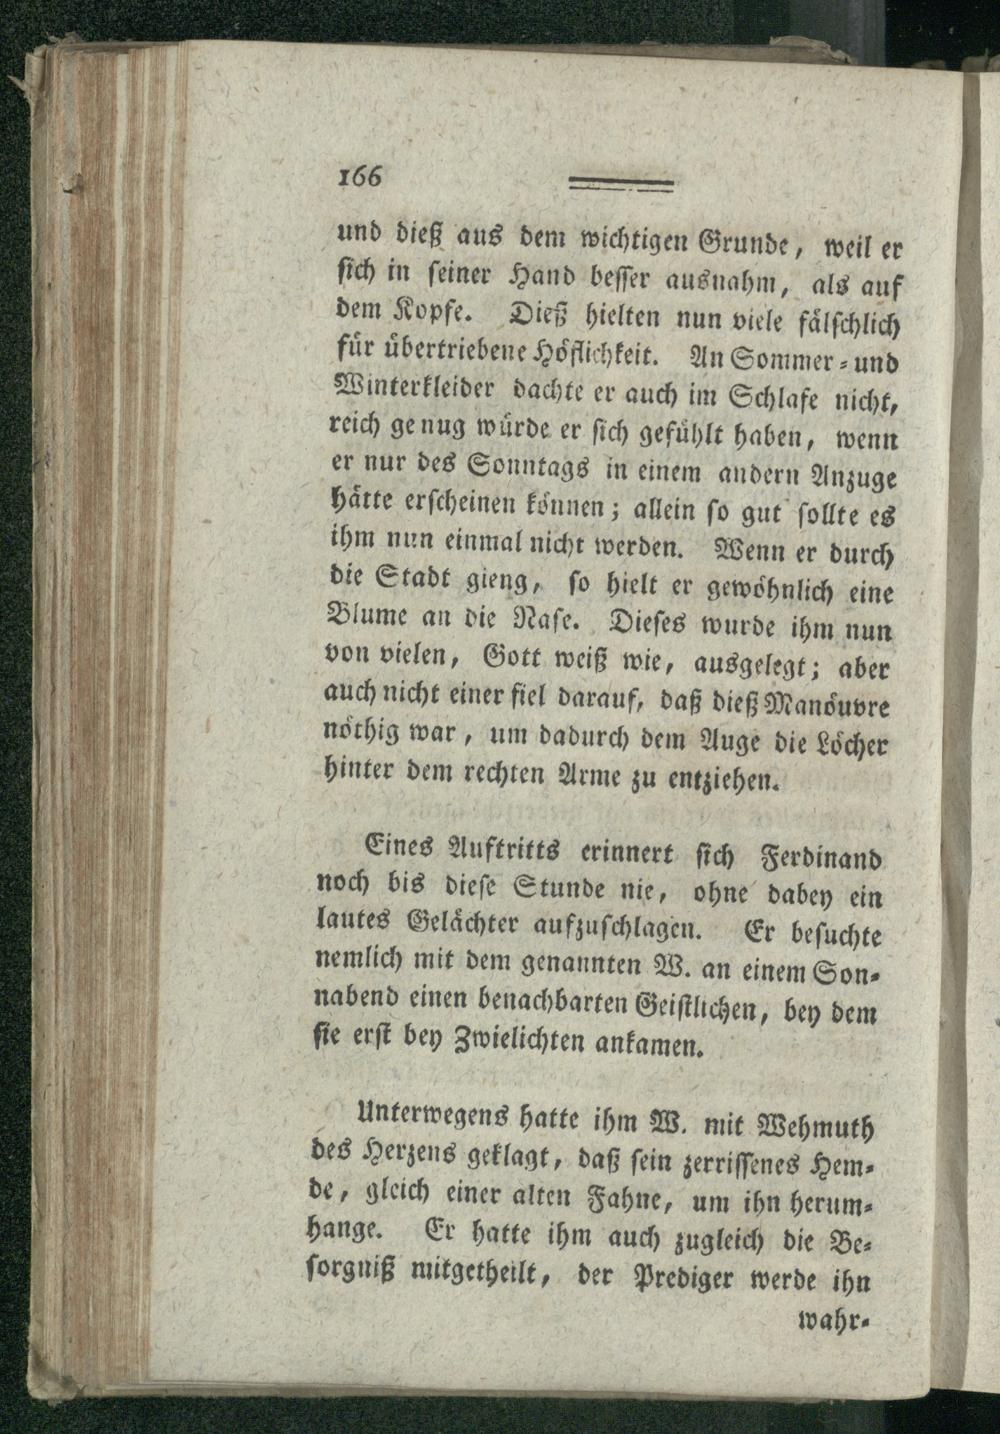 166
und dieß aus dem wichtigen Grunde, weil er
sich in seiner Hand besser ausnahm, als auf
dem Kopfe. Dieß hielten nun viele fälschlich
für übertriebene Höflichkeit. An Sommer- und
Winterkleider dachte er auch im Schlafe nicht,
reich genug würde er sich gefühlt haben, wenn
er nur des Sonntags in einem andern Anzuge
hätte erscheinen können; allein so gut sollte es
ihm nun einmal nicht werden. Wenn er durch
die Stadt gieng, so hielt er gewöhnlich eine
Blume an die Nase. Dieses wurde ihm nun
von vielen, Gott weiß wie, ausgelegt; aber
auch nicht einer fiel darauf, daß dieß Manöuvre
nöthig war, um dadurch dem Auge die Löcher
hinter dem rechten Arme zu entziehen.
Eines Auftritts erinnert sich Ferdinand
noch bis diese Stunde nie, ohne dabey ein
lautes Gelächter aufzuschlagen. Er besuchte
nemlich mit dem genannten W. an einem Son-
nabend einen benachbarten Geistlichen, bey dem
sie erst bey Zwielichten ankamen.
Unterwegens hatte ihm W. mit Wehmuth
des Herzens geklagt, daß sein zerrissenes Hem-
de, gleich einer alten Fahne, um ihn herum-
hange. Er hatte ihm auch zugleich die Be-
sorgniß mitgetheilt, der Prediger werde ihn
wahr-